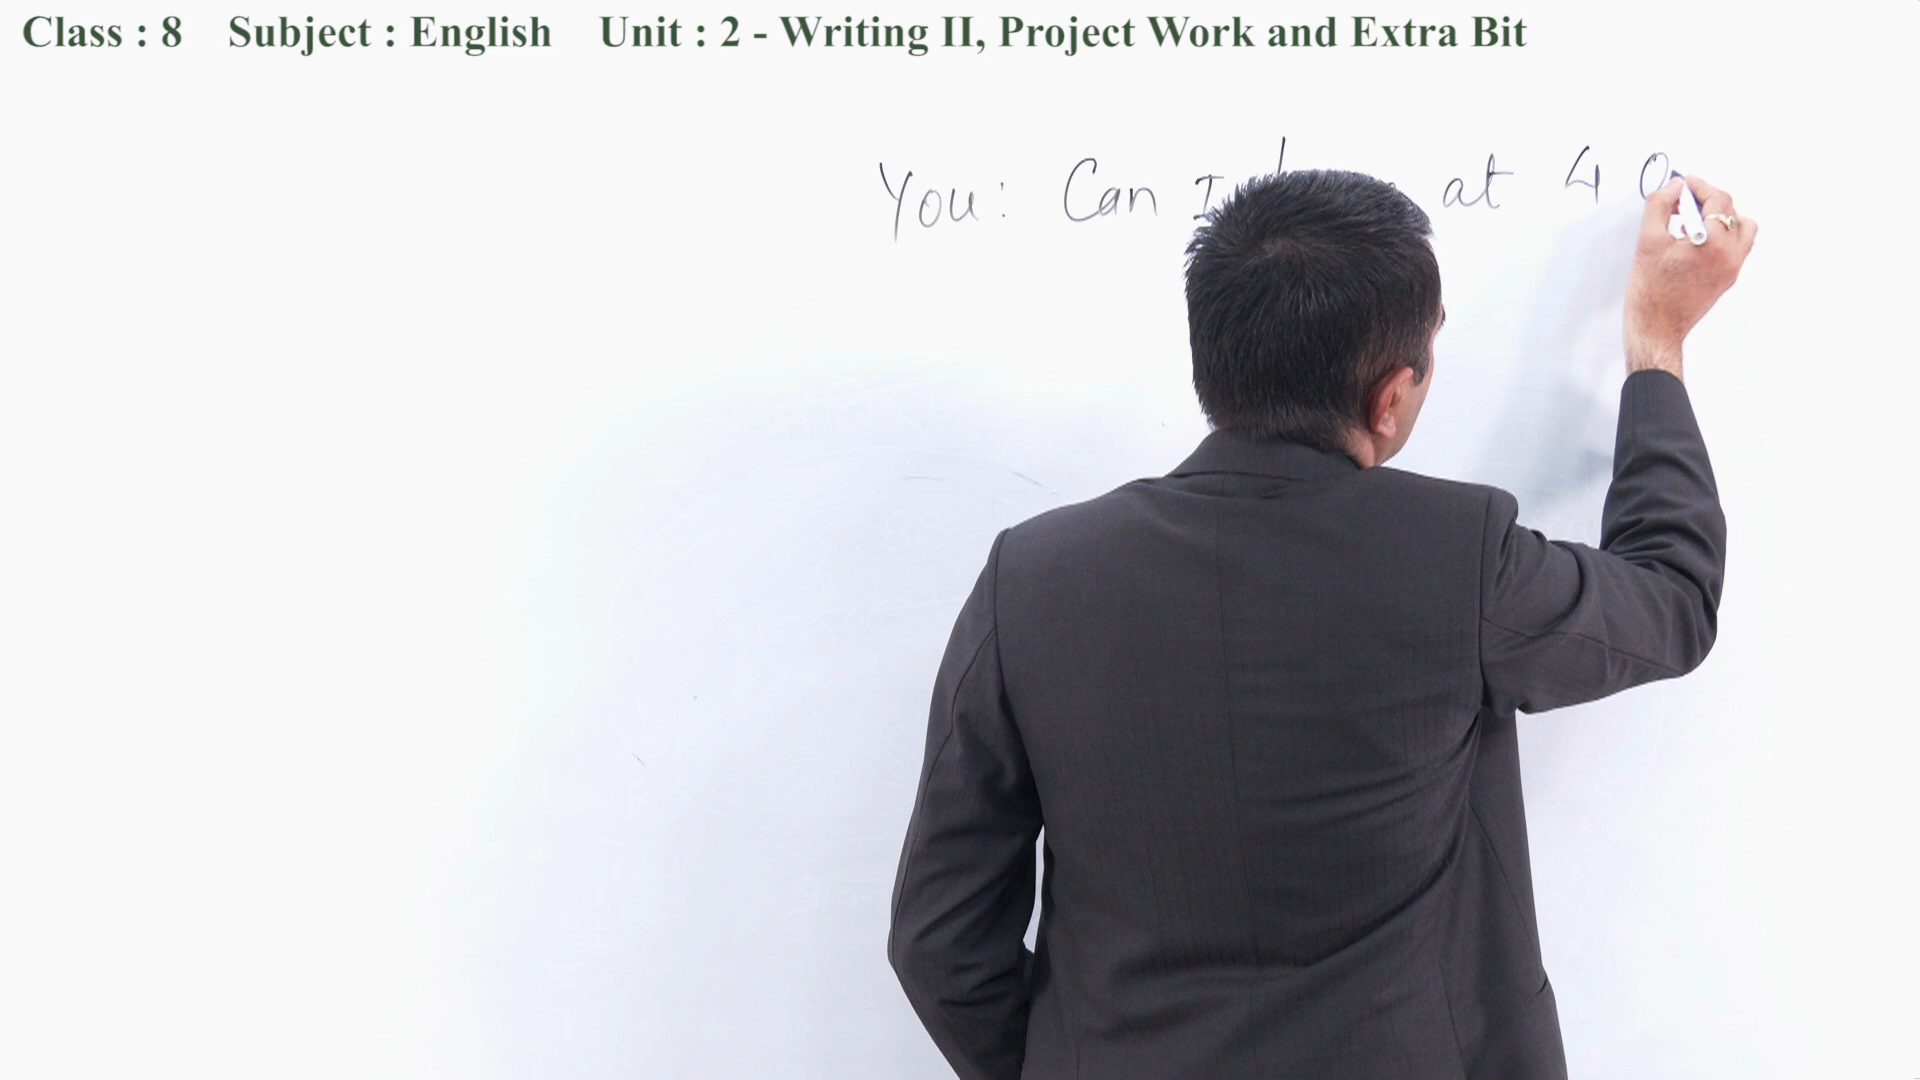 Class : 8 Subject : English Unit : 2 - Writing II, Project Work and Extra Bit
You: Can I at 4 O